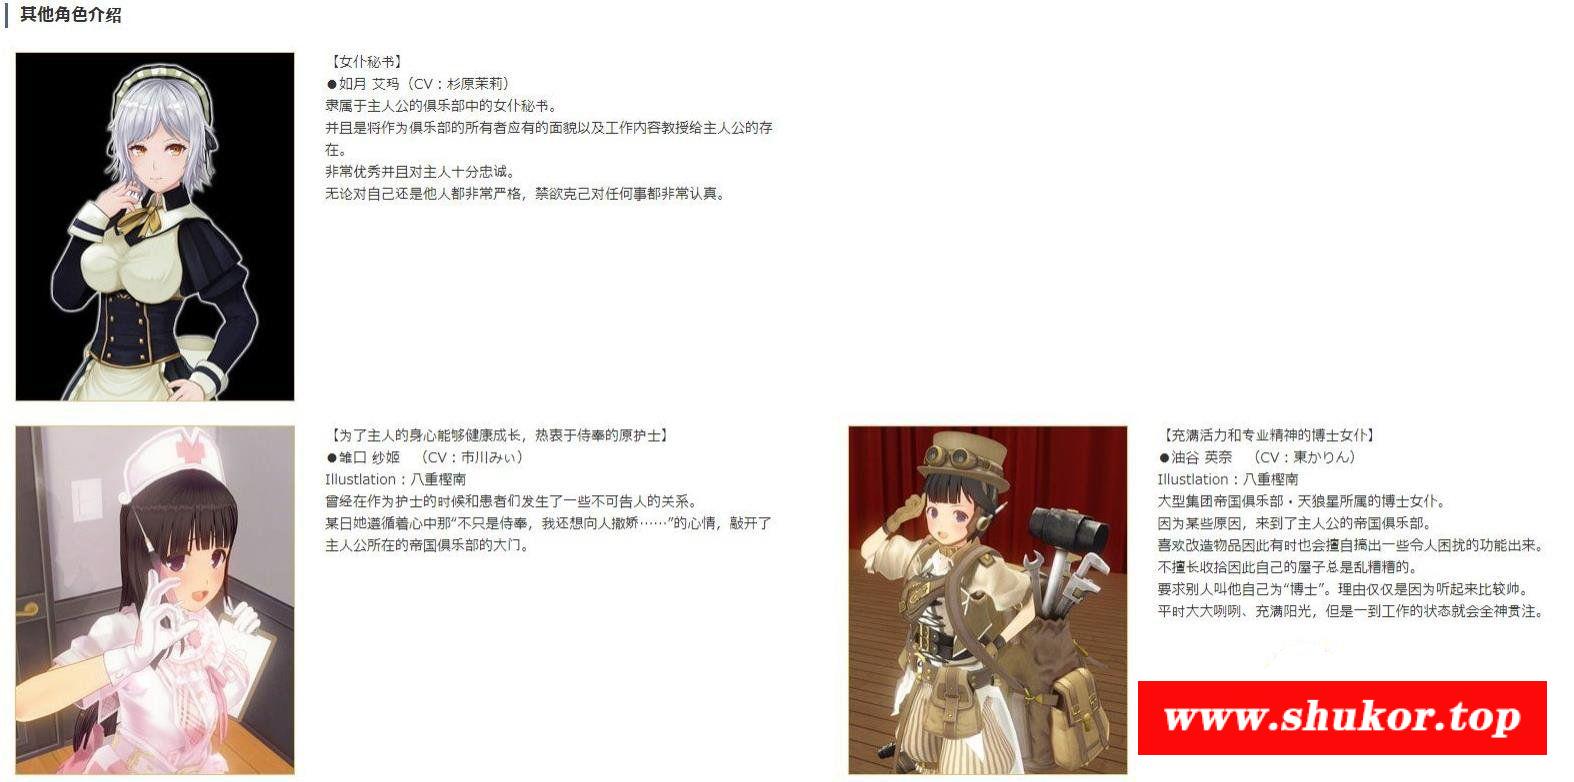 其他角色介绍
【女仆秘书】
●如月 艾玛（CV：杉原茉莉）
隶属于主人公的俱乐部中的女仆秘书。
并且是将作为俱乐部的所有者应有的面貌以及工作内容教授给主人公的存
在。
非常优秀并且对主人十分忠诚。
无论对自己还是他人都非常严格，禁欲克己对任何事都非常认真。
【为了主人的身心能够健康成长，热衷于侍奉的原护士】
●雏口 纱姬　（CV：市川みぃ）
Illustlation：八重樫南
曾经在作为护士的时候和患者们发生了一些不可告人的关系。
某日她遵循着心中那“不只是侍奉，我还想向人撒娇……”的心情，敲开了
主人公所在的帝国俱乐部的大门。
【充满活力和专业精神的博士女仆】
●油谷 英奈　（CV：東かりん）
Illustlation：八重樫南
大型集团帝国俱乐部・天狼星所属的博士女仆。
因为某些原因，来到了主人公的帝国俱乐部。
喜欢改造物品因此有时也会擅自搞出一些令人困扰的功能出来。
不擅长收拾因此自己的屋子总是乱糟糟的。
要求别人叫他自己为“博士”。理由仅仅是因为听起来比较帅。
平时大大咧咧、充满阳光，但是一到工作的状态就会全神贯注。
www.shukor.top